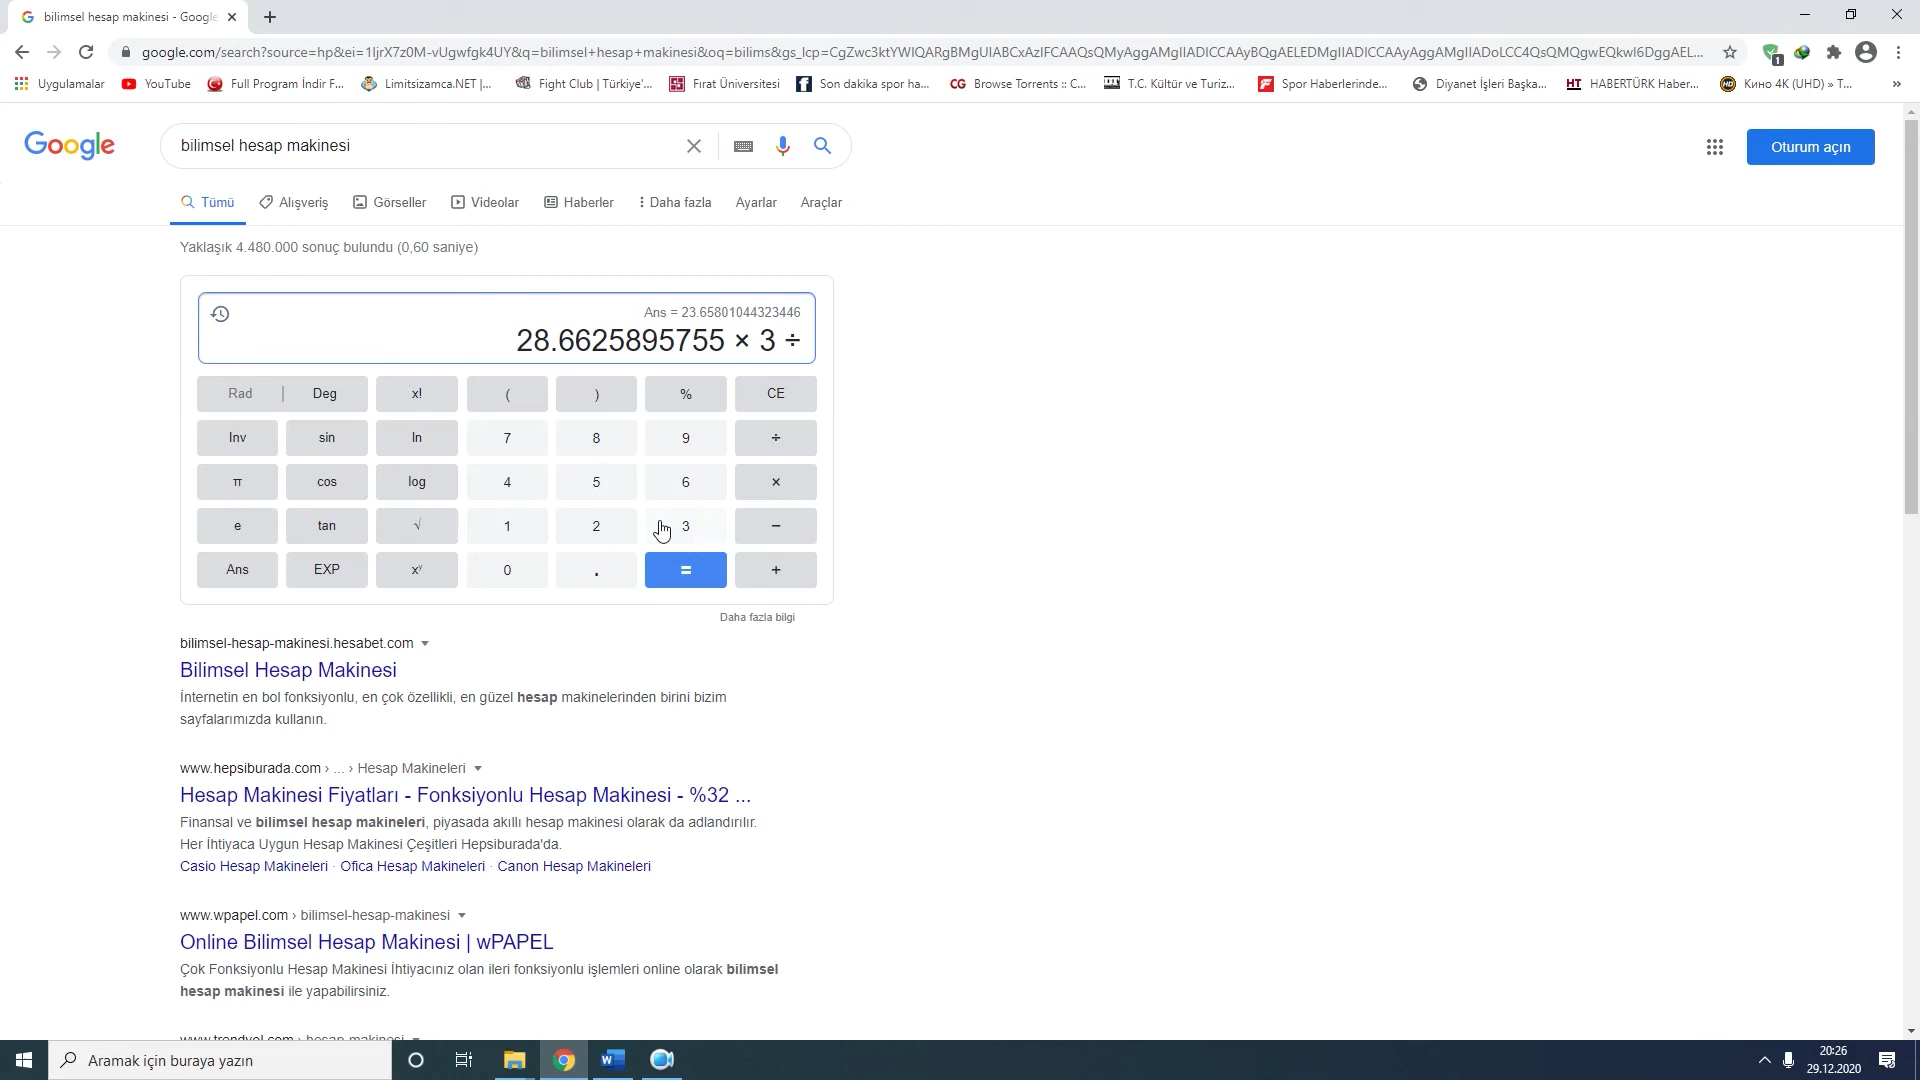 bilimsel hesap makinesi - Google
google.com/search?source=hp&ei=1IjrX7z0M-vUgwfgk4UY&q=bilimsel+hesap+makinesi&oq=bilims&gs_lcp=CgZwc3ktYWIQARgBMgUIABCxAzIFCAAQsQMyAggAMgIIADICCAAyBQgAELEDMgIIADICCAAyAggAMgIIADoLCC4QsQMQgwEQkwI6DggAEL...
1
Uygulamalar YouTube Full Program İndir F... Limitsizamca.NET |... Fight Club | Türkiye'... Fırat Üniversitesi Son dakika spor ha... CG Browse Torrents :: C... T.C. Kültür ve Turiz... Spor Haberlerinde... Diyanet İşleri Başka... HT HABERTÜRK Haber... Кино 4K (UHD) » T... »
Google
bilimsel hesap makinesi
Oturum açın
Tümü Alışveriş Görseller Videolar Haberler Daha fazla Ayarlar Araçlar
Yaklaşık 4.480.000 sonuç bulundu (0,60 saniye)
Ans = 23.65801044323446
28.6625895755 × 3 ÷
Rad | Deg x! ( ) % CE
Inv sin ln 7 8 9 ÷
π cos log 4 5 6 ×
e tan √ 1 2 3 −
Ans EXP xʸ 0 . = +
Daha fazla bilgi
bilimsel-hesap-makinesi.hesabet.com
Bilimsel Hesap Makinesi
İnternetin en bol fonksiyonlu, en çok özellikli, en güzel hesap makinelerinden birini bizim
sayfalarımızda kullanın.
www.hepsiburada.com › ... › Hesap Makineleri
Hesap Makinesi Fiyatları - Fonksiyonlu Hesap Makinesi - %32 ...
Finansal ve bilimsel hesap makineleri, piyasada akıllı hesap makinesi olarak da adlandırılır.
Her İhtiyaca Uygun Hesap Makinesi Çeşitleri Hepsiburada'da.
Casio Hesap Makineleri · Ofica Hesap Makineleri · Canon Hesap Makineleri
www.wpapel.com › bilimsel-hesap-makinesi
Online Bilimsel Hesap Makinesi | wPAPEL
Çok Fonksiyonlu Hesap Makinesi İhtiyacınız olan ileri fonksiyonlu işlemleri online olarak bilimsel
hesap makinesi ile yapabilirsiniz.
www.trendyol.com › hesap-makinesi
Aramak için buraya yazın
20:26
29.12.2020